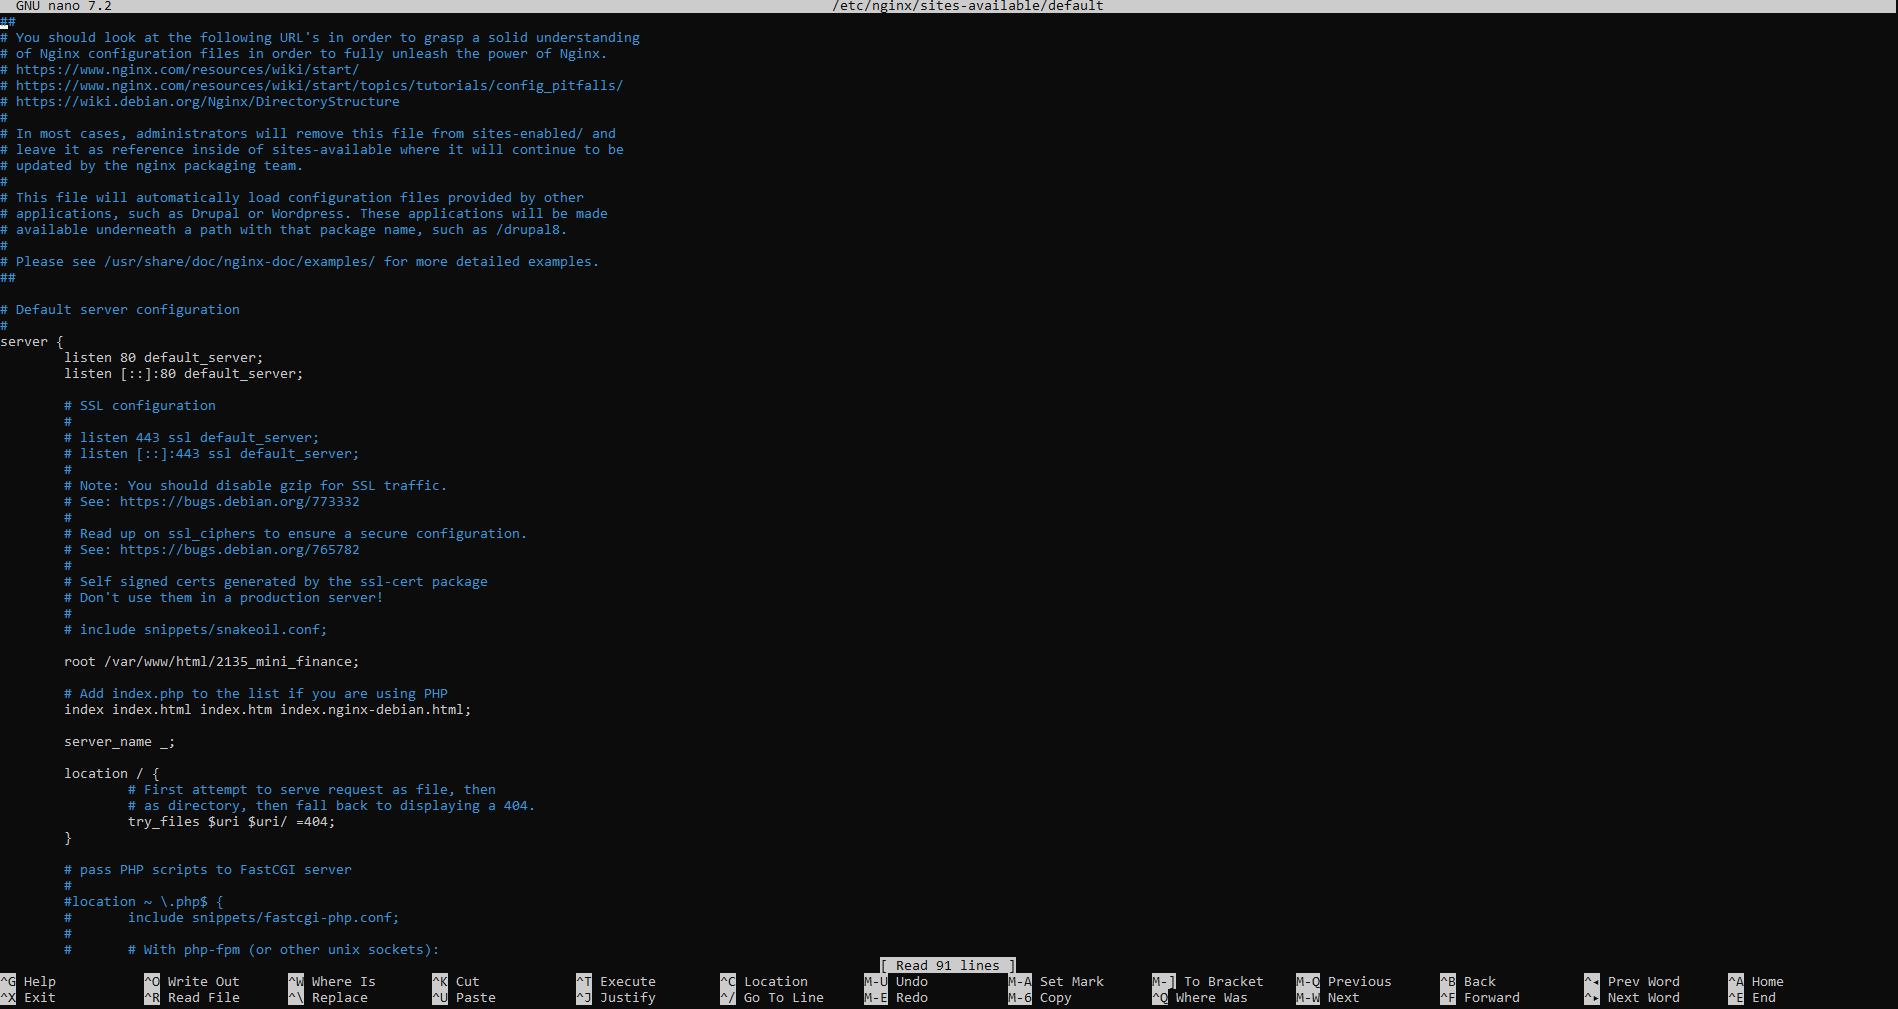 GNU nano 7.2 /etc/nginx/sites-available/default
##
# You should look at the following URL's in order to grasp a solid understanding
# of Nginx configuration files in order to fully unleash the power of Nginx.
# https://www.nginx.com/resources/wiki/start/
# https://www.nginx.com/resources/wiki/start/topics/tutorials/config_pitfalls/
# https://wiki.debian.org/Nginx/DirectoryStructure
#
# In most cases, administrators will remove this file from sites-enabled/ and
# leave it as reference inside of sites-available where it will continue to be
# updated by the nginx packaging team.
#
# This file will automatically load configuration files provided by other
# applications, such as Drupal or Wordpress. These applications will be made
# available underneath a path with that package name, such as /drupal8.
#
# Please see /usr/share/doc/nginx-doc/examples/ for more detailed examples.
##

# Default server configuration
#
server {
        listen 80 default_server;
        listen [::]:80 default_server;

        # SSL configuration
        #
        # listen 443 ssl default_server;
        # listen [::]:443 ssl default_server;
        #
        # Note: You should disable gzip for SSL traffic.
        # See: https://bugs.debian.org/773332
        #
        # Read up on ssl_ciphers to ensure a secure configuration.
        # See: https://bugs.debian.org/765782
        #
        # Self signed certs generated by the ssl-cert package
        # Don't use them in a production server!
        #
        # include snippets/snakeoil.conf;

        root /var/www/html/2135_mini_finance;

        # Add index.php to the list if you are using PHP
        index index.html index.htm index.nginx-debian.html;

        server_name _;

        location / {
                # First attempt to serve request as file, then
                # as directory, then fall back to displaying a 404.
                try_files $uri $uri/ =404;
        }

        # pass PHP scripts to FastCGI server
        #
        #location ~ \.php$ {
        #       include snippets/fastcgi-php.conf;
        #
        #       # With php-fpm (or other unix sockets):
[ Read 91 lines ]
^G Help ^O Write Out ^W Where Is ^K Cut ^T Execute ^C Location M-U Undo M-A Set Mark M-] To Bracket M-Q Previous ^B Back ^◂ Prev Word ^A Home
^X Exit ^R Read File ^\ Replace ^U Paste ^J Justify ^/ Go To Line M-E Redo M-6 Copy ^Q Where Was M-W Next ^F Forward ^▸ Next Word ^E End